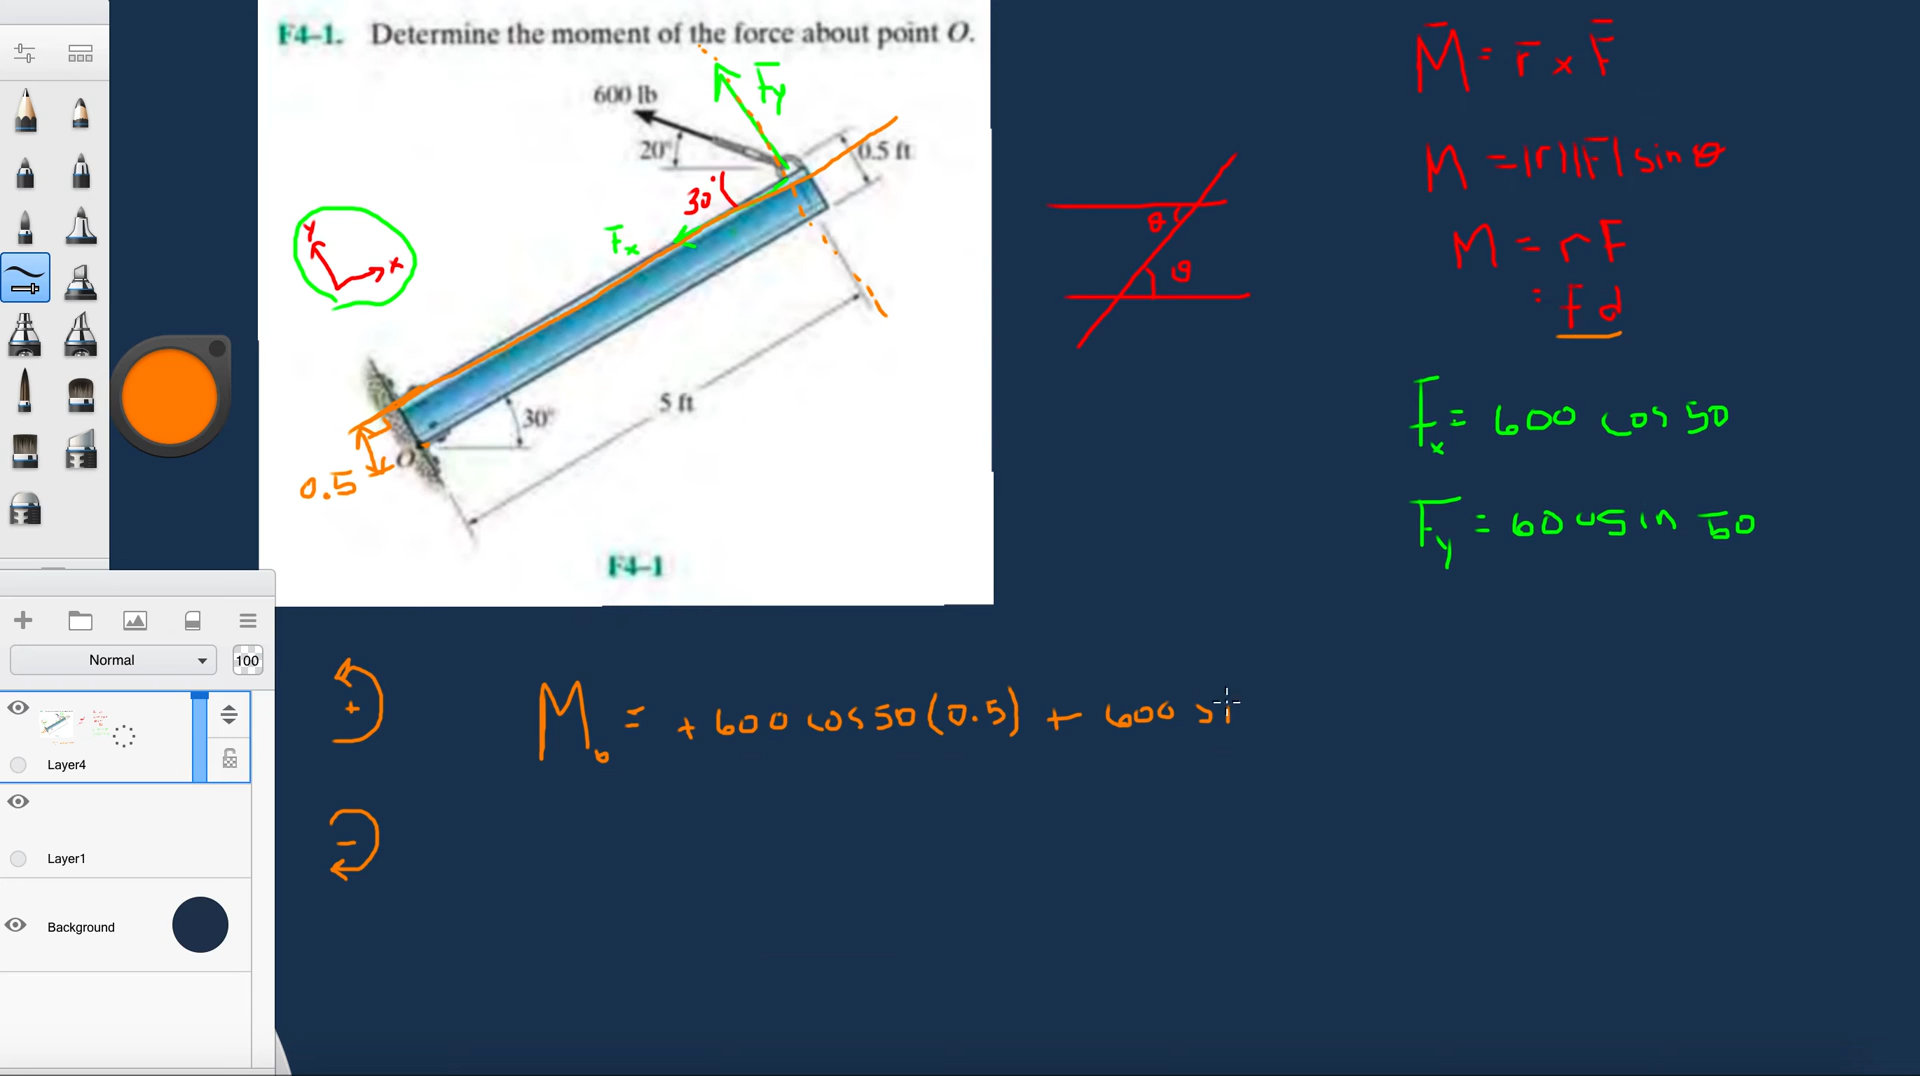 F4–1. Determine the moment of the force about point O.
600 lb
Fy
20°
0.5 ft
30°
Fx
y
x
30°
5 ft
O
0.5
F4–1
θ
θ
M = r x F
M = |r||F| sin θ
M = r F
= F d
Fx = 600 cos 50
Fy = 600 sin 50
Normal
100
Layer4
Layer1
Background
+
−
Mo = + 600 cos 50 (0.5) + 600 si